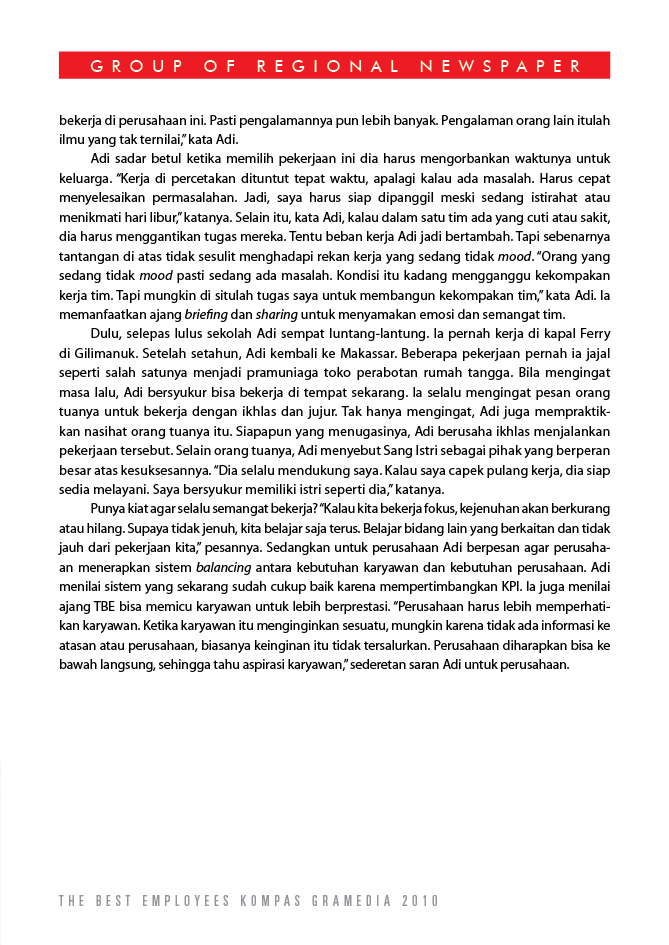 GROUP OF REGIONAL NEWSPAPER
bekerja di perusahaan ini. Pasti pengalamannya pun lebih banyak. Pengalaman orang lain itulah
ilmu yang tak ternilai,” kata Adi.
Adi sadar betul ketika memilih pekerjaan ini dia harus mengorbankan waktunya untuk
keluarga. “Kerja di percetakan dituntut tepat waktu, apalagi kalau ada masalah. Harus cepat
menyelesaikan permasalahan. Jadi, saya harus siap dipanggil meski sedang istirahat atau
menikmati hari libur,” katanya. Selain itu, kata Adi, kalau dalam satu tim ada yang cuti atau sakit,
dia harus menggantikan tugas mereka. Tentu beban kerja Adi jadi bertambah. Tapi sebenarnya
tantangan di atas tidak sesulit menghadapi rekan kerja yang sedang tidak mood. “Orang yang
sedang tidak mood pasti sedang ada masalah. Kondisi itu kadang mengganggu kekompakan
kerja tim. Tapi mungkin di situlah tugas saya untuk membangun kekompakan tim,” kata Adi. Ia
memanfaatkan ajang briefing dan sharing untuk menyamakan emosi dan semangat tim.
Dulu, selepas lulus sekolah Adi sempat luntang-lantung. Ia pernah kerja di kapal Ferry
di Gilimanuk. Setelah setahun, Adi kembali ke Makassar. Beberapa pekerjaan pernah ia jajal
seperti salah satunya menjadi pramuniaga toko perabotan rumah tangga. Bila mengingat
masa lalu, Adi bersyukur bisa bekerja di tempat sekarang. Ia selalu mengingat pesan orang
tuanya untuk bekerja dengan ikhlas dan jujur. Tak hanya mengingat, Adi juga mempraktik-
kan nasihat orang tuanya itu. Siapapun yang menugasinya, Adi berusaha ikhlas menjalankan
pekerjaan tersebut. Selain orang tuanya, Adi menyebut Sang Istri sebagai pihak yang berperan
besar atas kesuksesannya. “Dia selalu mendukung saya. Kalau saya capek pulang kerja, dia siap
sedia melayani. Saya bersyukur memiliki istri seperti dia,” katanya.
Punya kiat agar selalu semangat bekerja? “Kalau kita bekerja fokus, kejenuhan akan berkurang
atau hilang. Supaya tidak jenuh, kita belajar saja terus. Belajar bidang lain yang berkaitan dan tidak
jauh dari pekerjaan kita,” pesannya. Sedangkan untuk perusahaan Adi berpesan agar perusaha-
an menerapkan sistem balancing antara kebutuhan karyawan dan kebutuhan perusahaan. Adi
menilai sistem yang sekarang sudah cukup baik karena mempertimbangkan KPI. Ia juga menilai
ajang TBE bisa memicu karyawan untuk lebih berprestasi. “Perusahaan harus lebih memperhati-
kan karyawan. Ketika karyawan itu menginginkan sesuatu, mungkin karena tidak ada informasi ke
atasan atau perusahaan, biasanya keinginan itu tidak tersalurkan. Perusahaan diharapkan bisa ke
bawah langsung, sehingga tahu aspirasi karyawan,” sederetan saran Adi untuk perusahaan.
THE BEST EMPLOYEES KOMPAS GRAMEDIA 2010